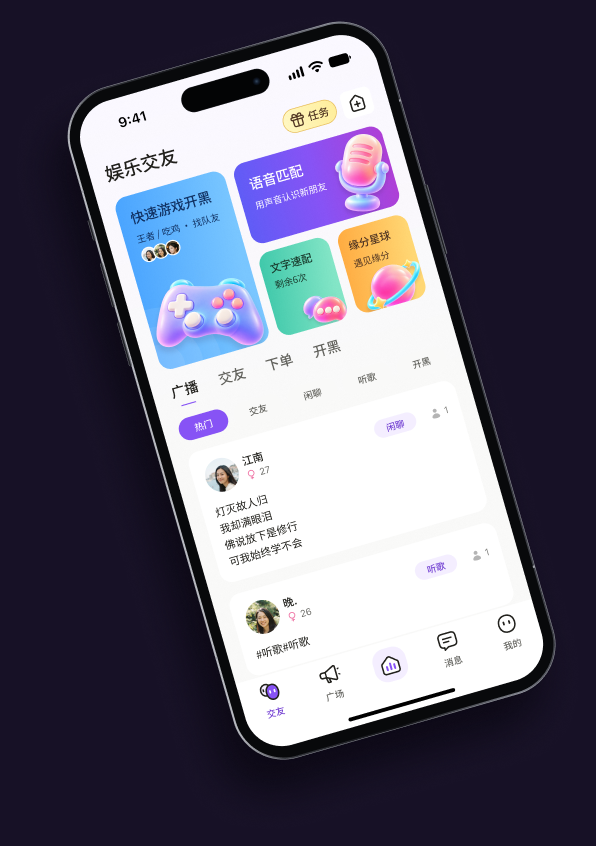 9:41
任务
娱乐交友
快速游戏开黑
王者 / 吃鸡 · 找队友
语音匹配
用声音认识新朋友
文字速配
剩余6次
缘分星球
遇见缘分
广播 交友 下单 开黑
热门 交友 闲聊 听歌 开黑
江南
27
闲聊
1
灯灭故人归
我却满眼泪
佛说放下是修行
可我始终学不会
晚.
26
听歌
1
#听歌#听歌
交友 广场 消息 我的